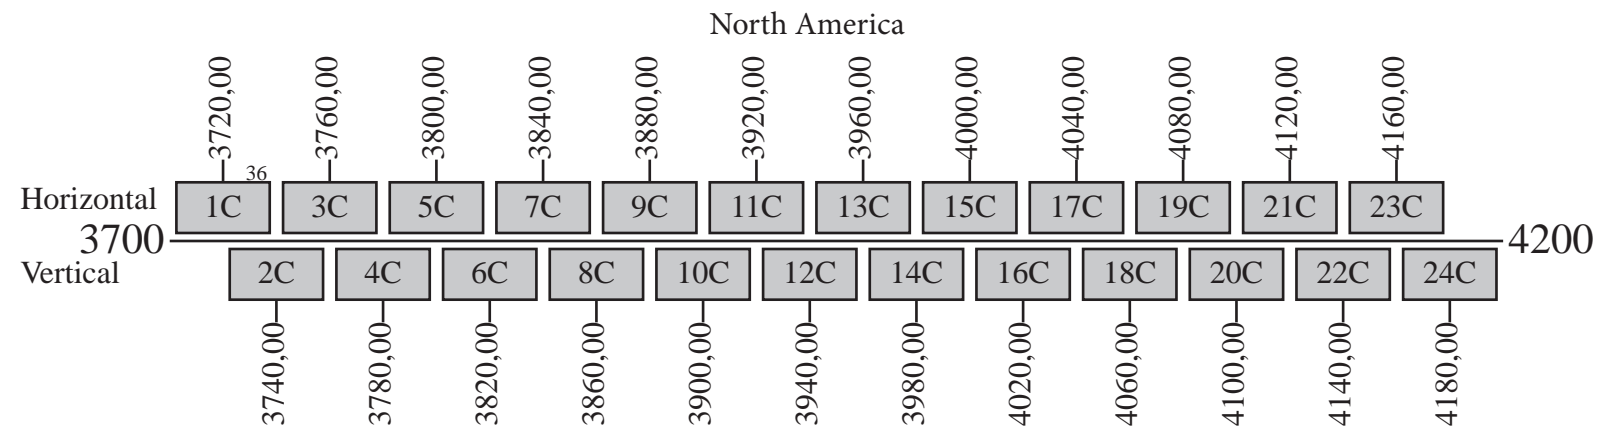 North America
3720,00 3760,00 3800,00 3840,00 3880,00 3920,00 3960,00 4000,00 4040,00 4080,00 4120,00 4160,00
36
Horizontal 1C 3C 5C 7C 9C 11C 13C 15C 17C 19C 21C 23C
3700 4200
Vertical 2C 4C 6C 8C 10C 12C 14C 16C 18C 20C 22C 24C
3740,00 3780,00 3820,00 3860,00 3900,00 3940,00 3980,00 4020,00 4060,00 4100,00 4140,00 4180,00